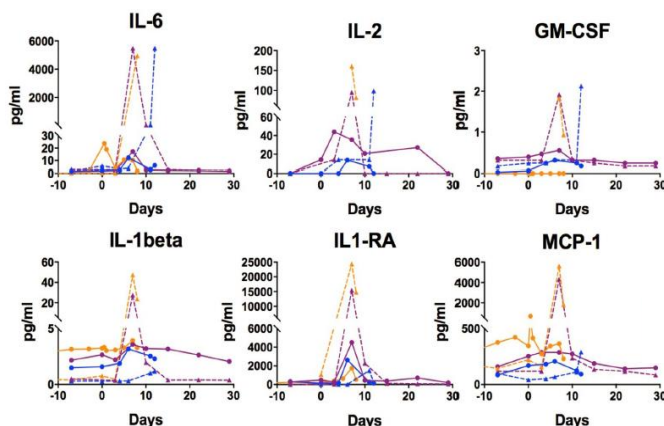 IL-6
IL-2
GM-CSF
6000
4000
2000
30
20
10
0
pg/ml
-10 0 10 20 30
Days
200
150
100
50
60
40
20
0
pg/ml
-10 0 10 20 30
Days
3
2
1
0
pg/ml
-10 0 10 20 30
Days
IL-1beta
IL1-RA
MCP-1
60
40
20
5
0
pg/ml
-10 0 10 20 30
Days
25000
20000
15000
10000
6000
4000
2000
0
pg/ml
-10 0 10 20 30
Days
6000
4000
2000
500
0
pg/ml
-10 0 10 20 30
Days